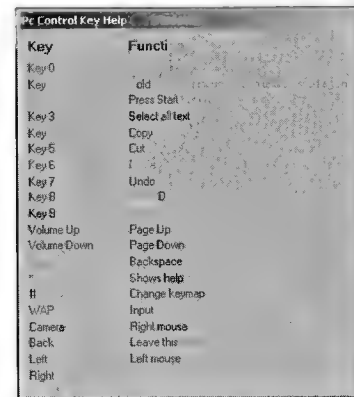 Pc Control Key Help
Key Functi
Key 0
Key old
Press Start
Key 3 Select all text
Key Copy
Key 5 Cut
Key 6
Key 7 Undo
Key 8
Key 9
Volume Up Page Up
Volume Down Page Down
Backspace
* Shows help
# Change keymap
WAP Input
Camera Right mouse
Back Leave this
Left Left mouse
Right